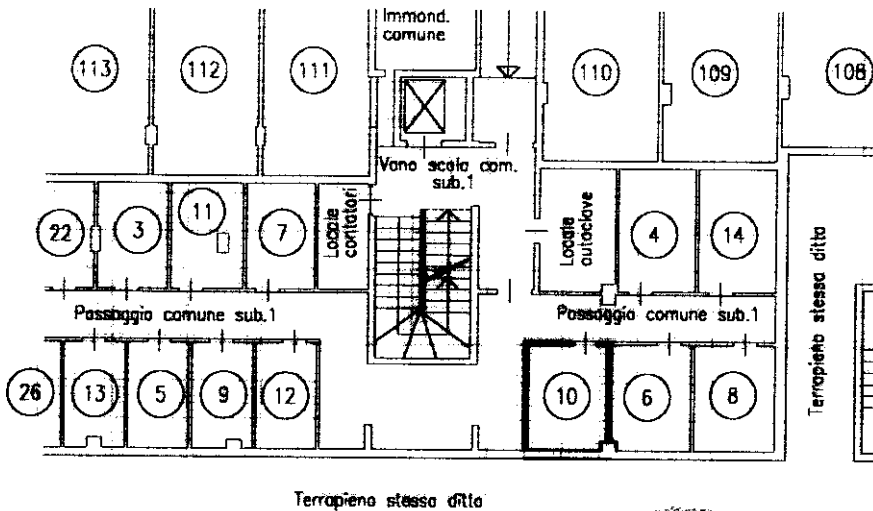 Immond.
comune
113
112
111
110
109
108
Vano scala com.
sub.1
22
3
11
7
Locale
contatori
Locale
autoclave
4
14
Passaggio comune sub.1
Passaggio comune sub.1
Terrapieno stessa ditta
26
13
5
9
12
10
6
8
Terrapieno stessa ditta